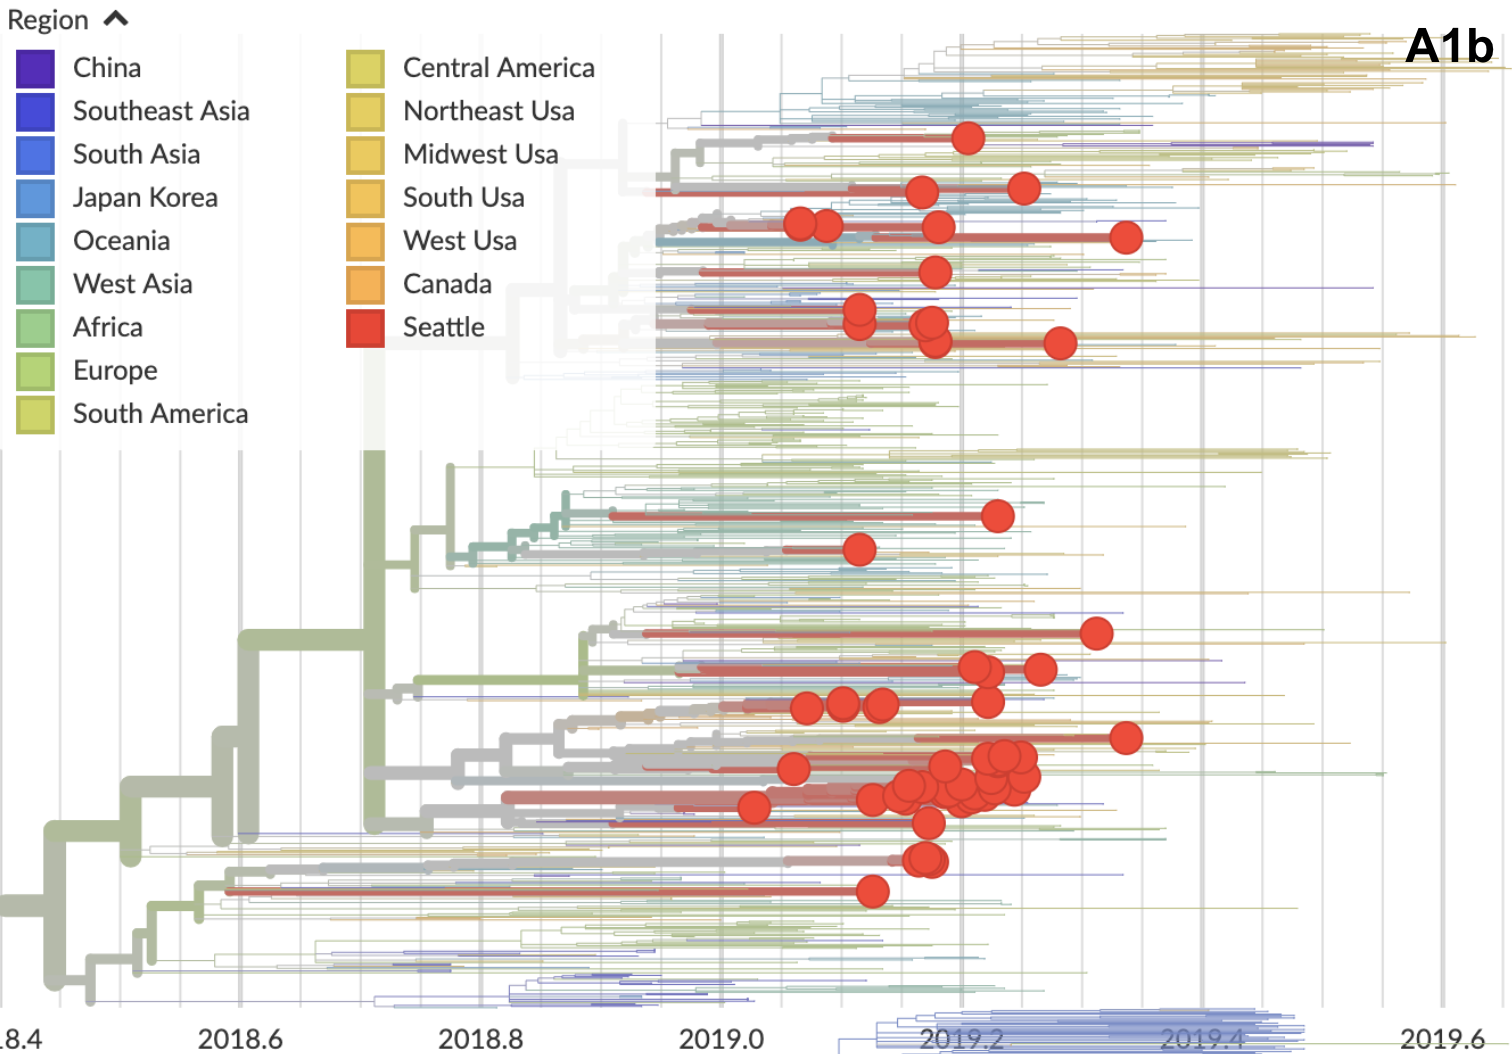 Region
A1b
China
Southeast Asia
South Asia
Japan Korea
Oceania
West Asia
Africa
Europe
South America
Central America
Northeast Usa
Midwest Usa
South Usa
West Usa
Canada
Seattle
8.4 2018.6 2018.8 2019.0 2019.2 2019.4 2019.6